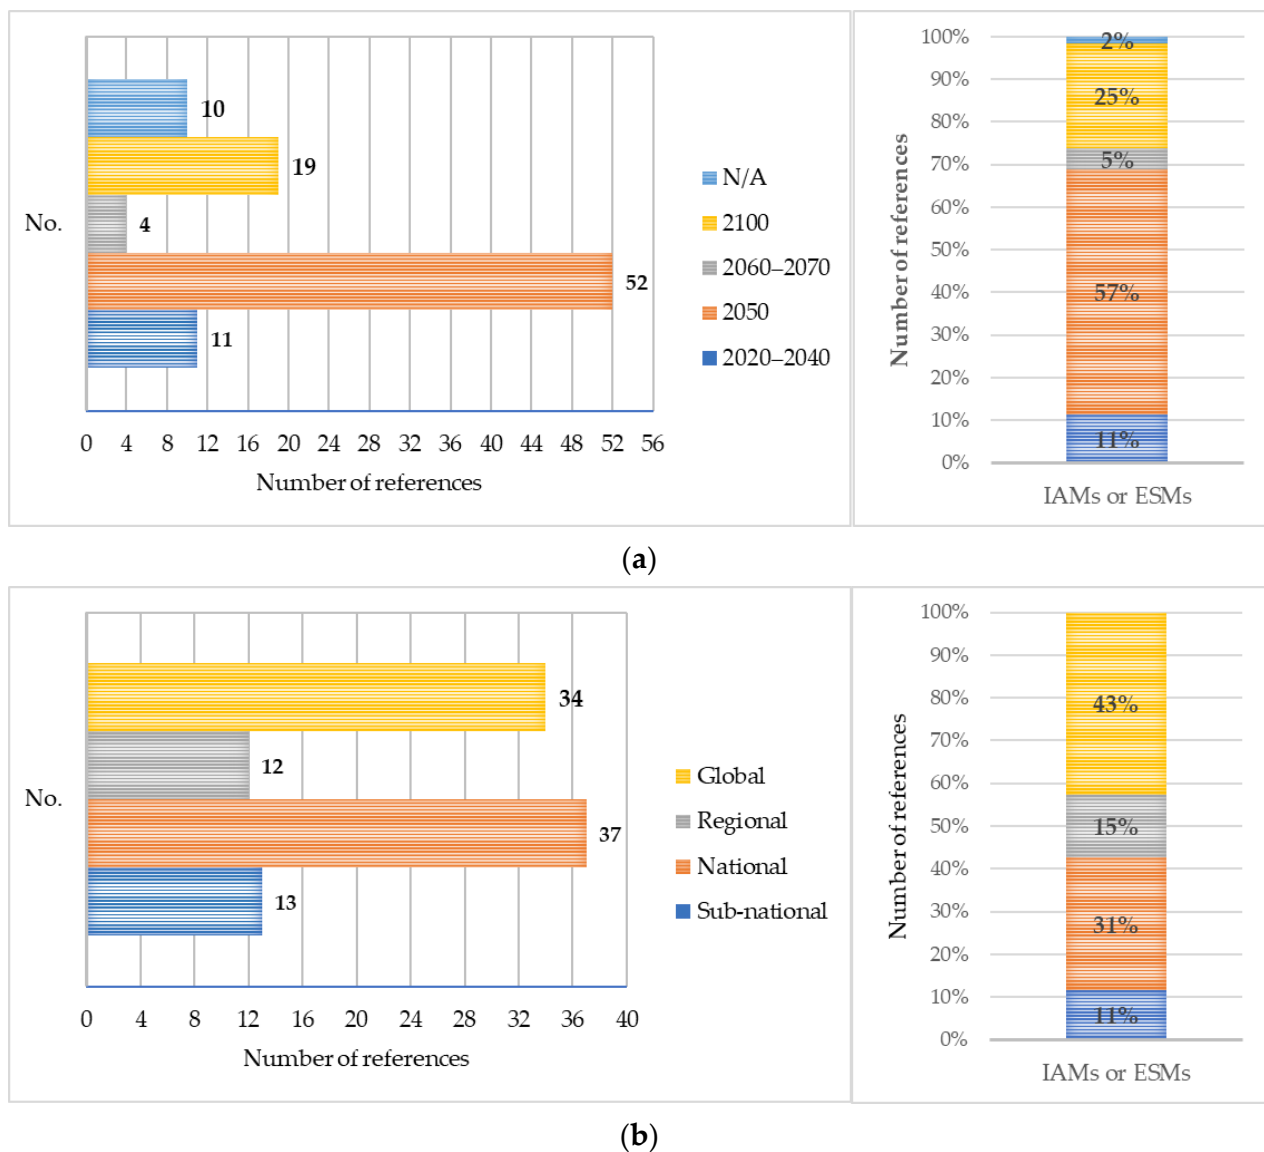 10
19
No.
4
52
11
0 4 8 12 16 20 24 28 32 36 40 44 48 52 56
Number of references
N/A
2100
2060–2070
2050
2020–2040
Number of references
100%
90%
80%
70%
60%
50%
40%
30%
20%
10%
0%
2%
25%
5%
57%
11%
IAMs or ESMs
(a)
34
12
No.
37
13
0 4 8 12 16 20 24 28 32 36 40
Number of references
Global
Regional
National
Sub-national
Number of references
100%
90%
80%
70%
60%
50%
40%
30%
20%
10%
0%
43%
15%
31%
11%
IAMs or ESMs
(b)